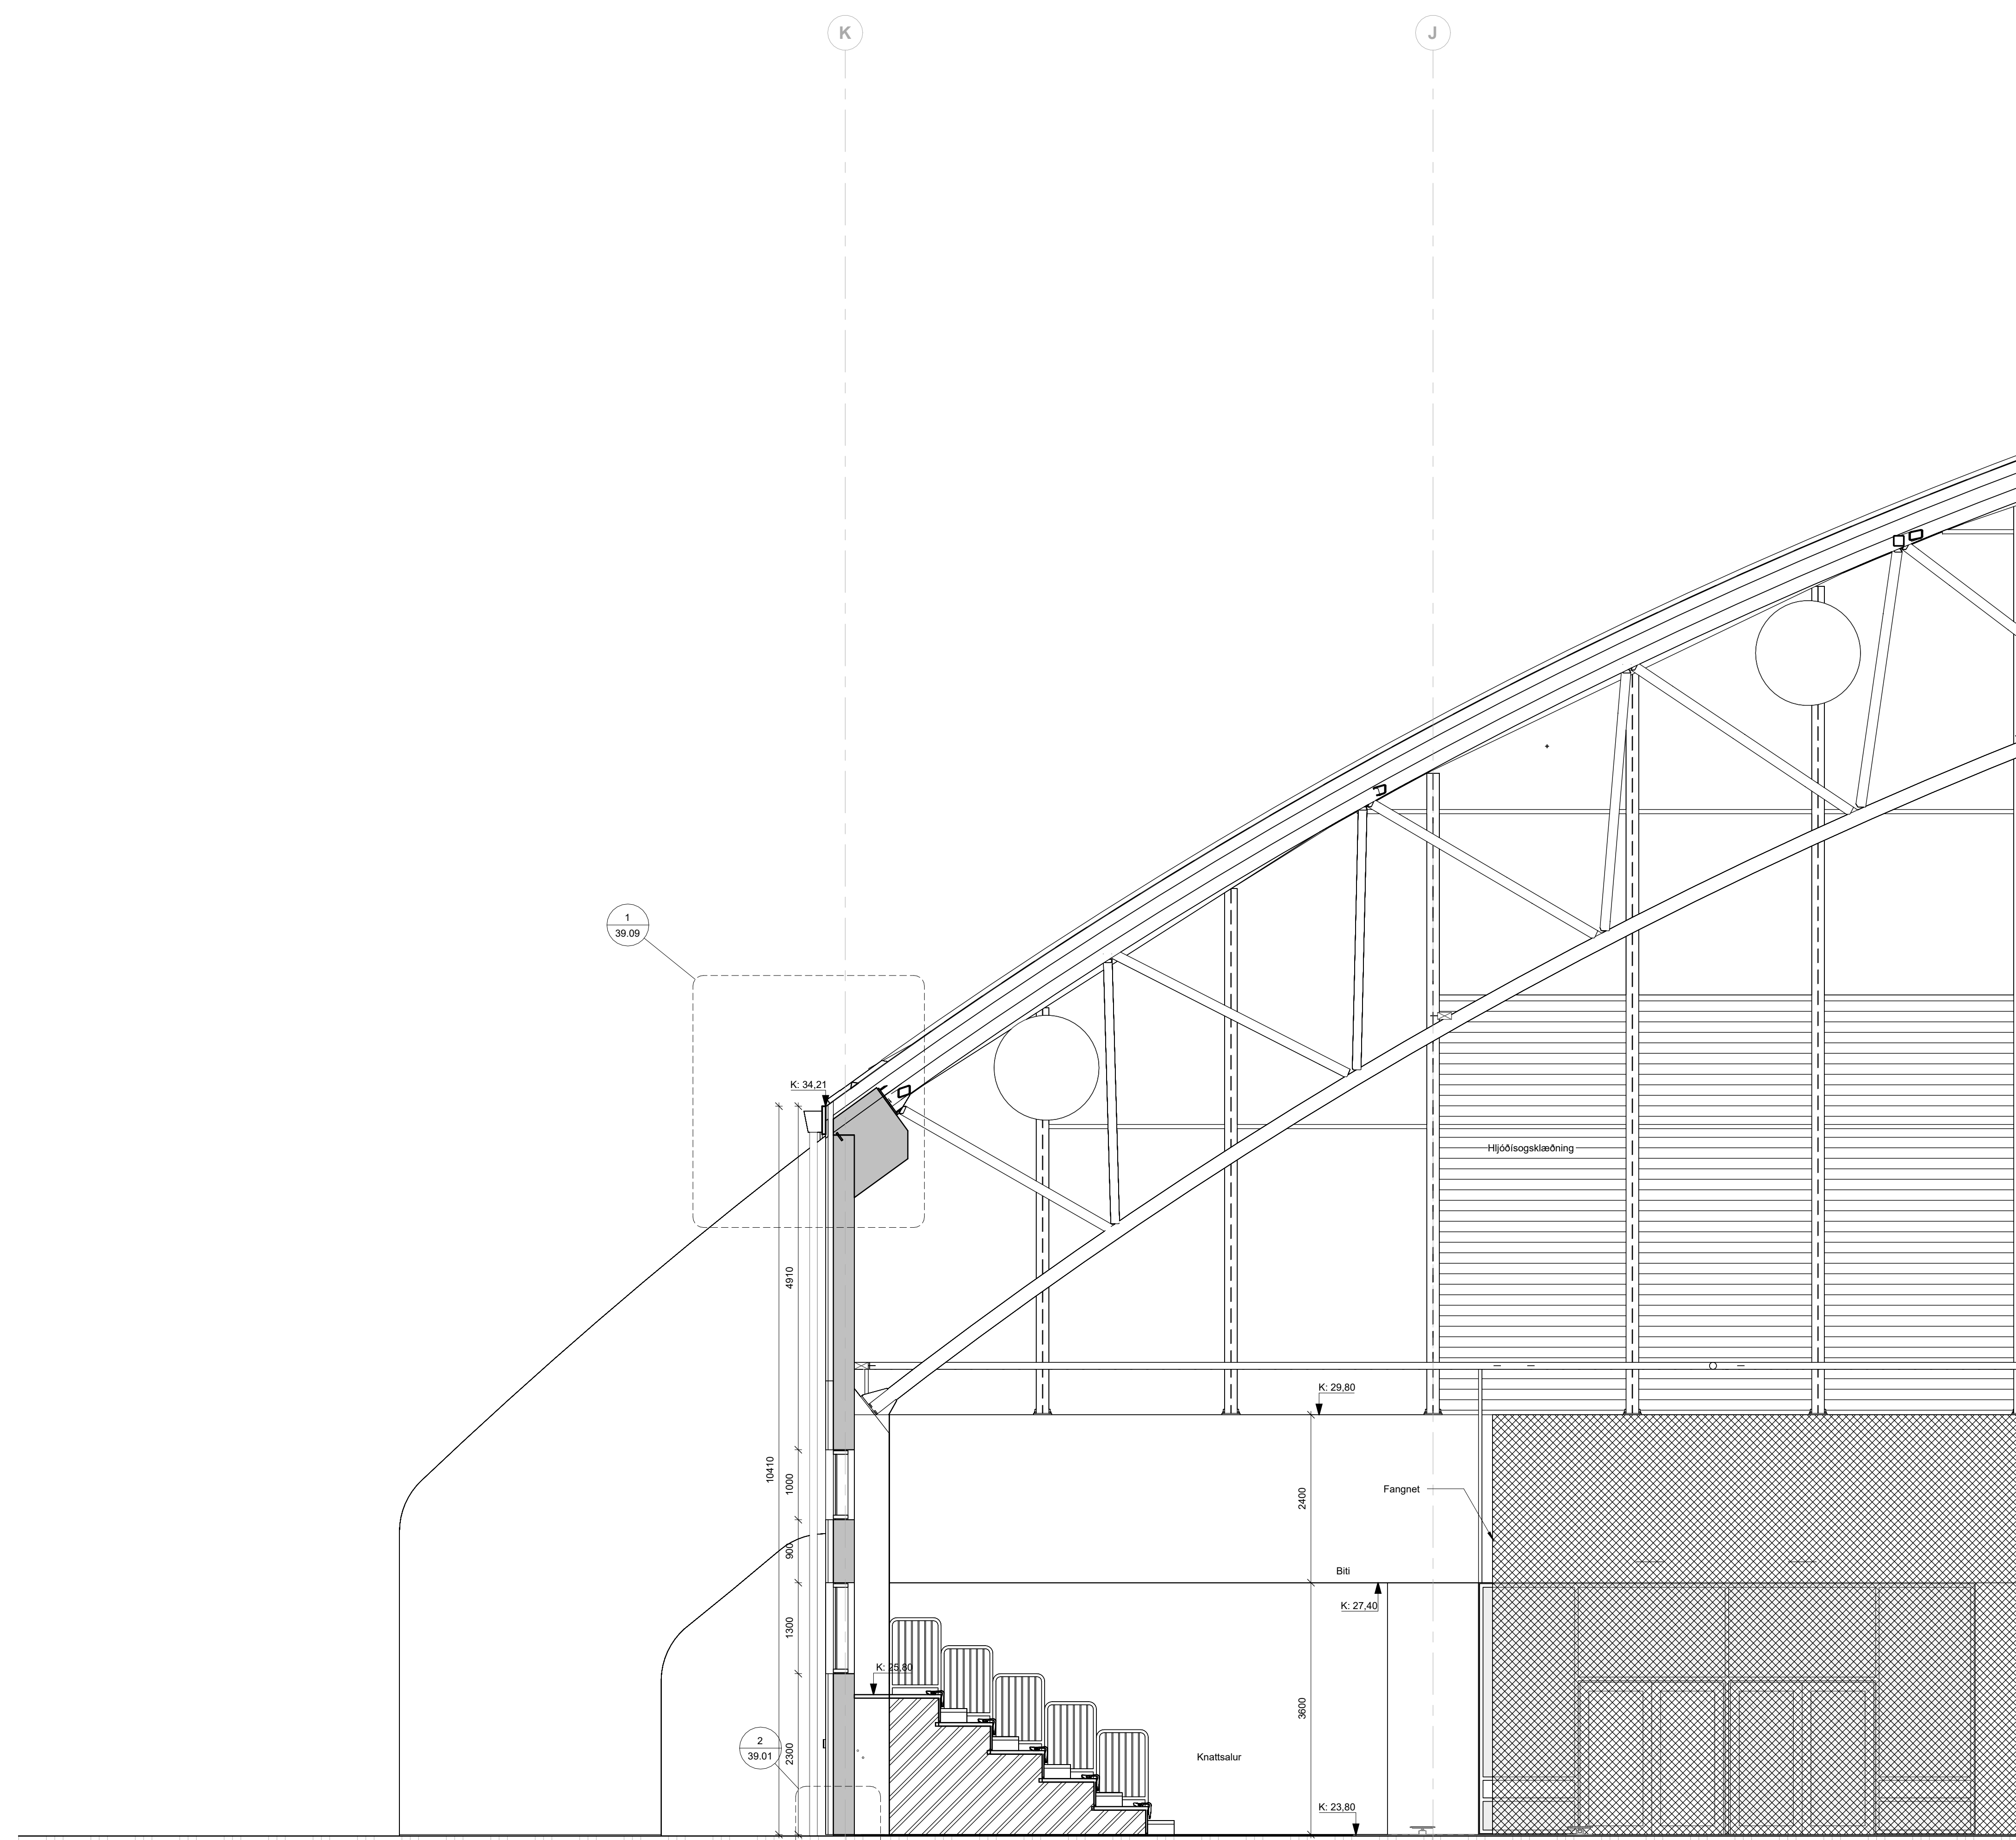 K
J
1
39.09
K: 34,21
Hljóðísogsklæðning
4910
K: 29,80
10410
1000
2400
Fangnet
900
Biti
K: 27,40
1300
K: 25,80
3600
2
39.01
2300
Knattsalur
K: 23,80